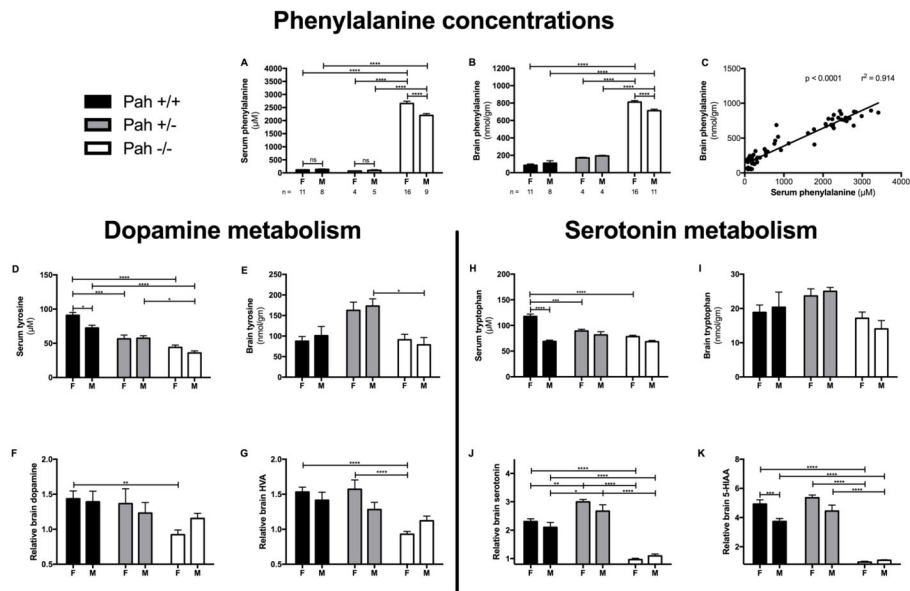 Phenylalanine concentrations
Pah +/+
Pah +/-
Pah -/-
A
Serum phenylalanine
(µM)
4000
3500
3000
2500
2000
1500
1000
500
0
****
****
****
****
****
****
ns
ns
F M F M F M
n = 11 8 4 5 16 9
B
Brain phenylalanine
(nmol/gm)
1000
800
600
400
200
0
****
****
****
****
****
F M F M F M
n = 11 8 4 4 16 11
C
p < 0.0001 r² = 0.914
Brain phenylalanine
(nmol/gm)
1500
1000
500
0
0 1000 2000 3000 4000
Serum phenylalanine (µM)
Dopamine metabolism
Serotonin metabolism
D
Serum tyrosine
(µM)
150
100
50
0
****
****
***
*
*
F M F M F M
E
Brain tyrosine
(nmol/gm)
300
200
100
0
*
F M F M F M
H
Serum tryptophan
(µM)
200
150
100
50
0
****
***
****
F M F M F M
I
Brain tryptophan
(nmol/gm)
30
20
10
0
F M F M F M
F
Relative brain dopamine
2.0
1.5
1.0
0.5
**
F M F M F M
G
Relative brain HVA
2.0
1.5
1.0
0.5
****
****
F M F M F M
J
Relative brain serotonin
4
3
2
1
****
****
** ****
* ****
F M F M F M
K
Relative brain 5-HIAA
8
6
4
2
****
****
****
***
****
F M F M F M